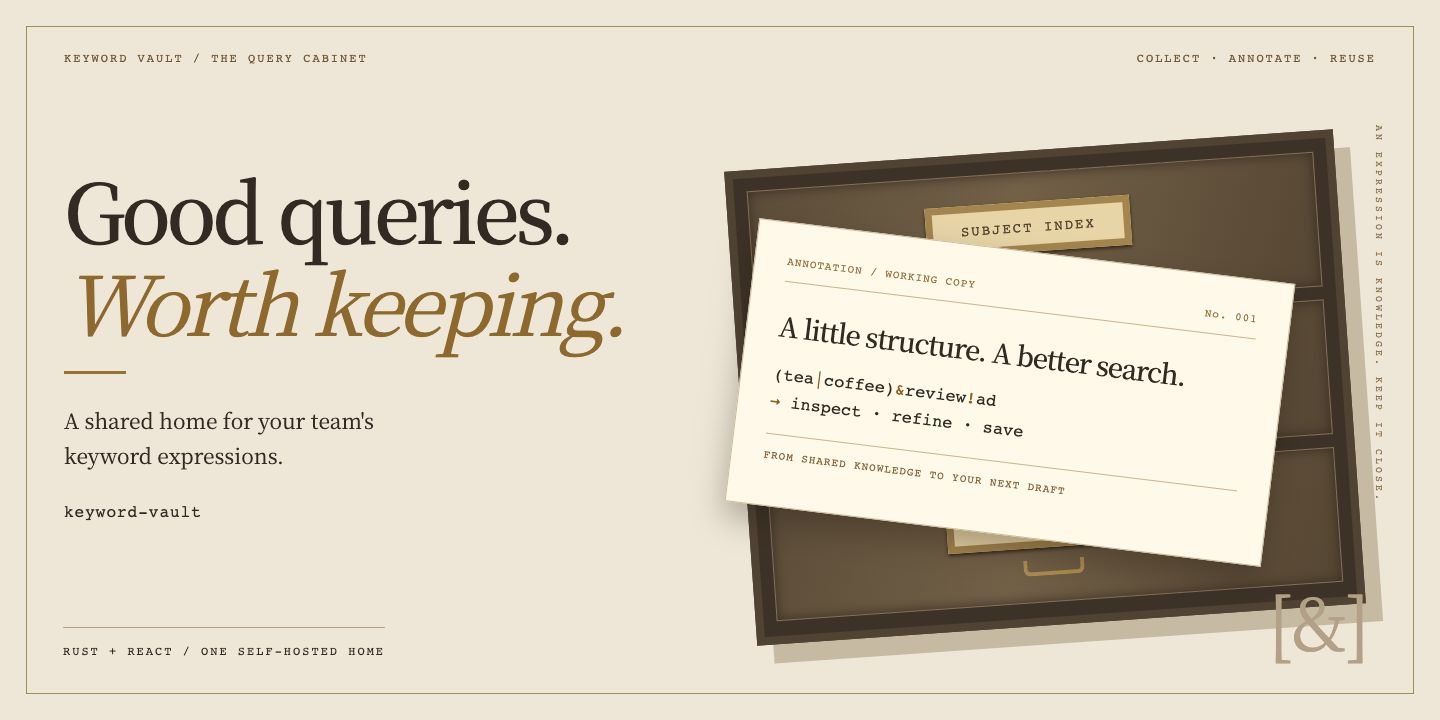 KEYWORD VAULT / THE QUERY CABINET
COLLECT · ANNOTATE · REUSE
Good queries.
Worth keeping.
A shared home for your team's
keyword expressions.
keyword-vault
RUST + REACT / ONE SELF-HOSTED HOME
SUBJECT INDEX
ANNOTATION / WORKING COPY
No. 001
A little structure. A better search.
(tea|coffee)&review!ad
→ inspect · refine · save
FROM SHARED KNOWLEDGE TO YOUR NEXT DRAFT
AN EXPRESSION IS KNOWLEDGE. KEEP IT CLOSE.
[&]